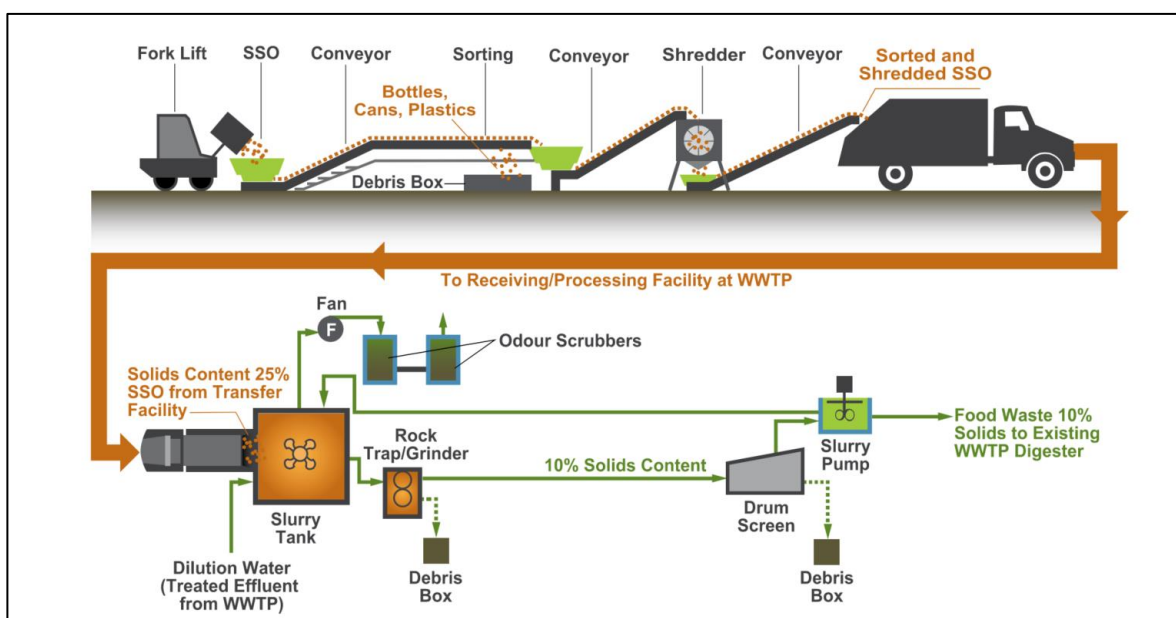 Fork Lift
SSO
Conveyor
Sorting
Conveyor
Shredder
Conveyor
Sorted and
Shredded SSO
Bottles,
Cans, Plastics
Debris Box
To Receiving/Processing Facility at WWTP
Fan
F
Odour Scrubbers
Solids Content 25%
SSO from Transfer
Facility
Rock
Trap/Grinder
10% Solids Content
Slurry
Pump
Food Waste 10%
Solids to Existing
WWTP Digester
Slurry
Tank
Drum
Screen
Dilution Water
(Treated Effluent
from WWTP)
Debris
Box
Debris
Box